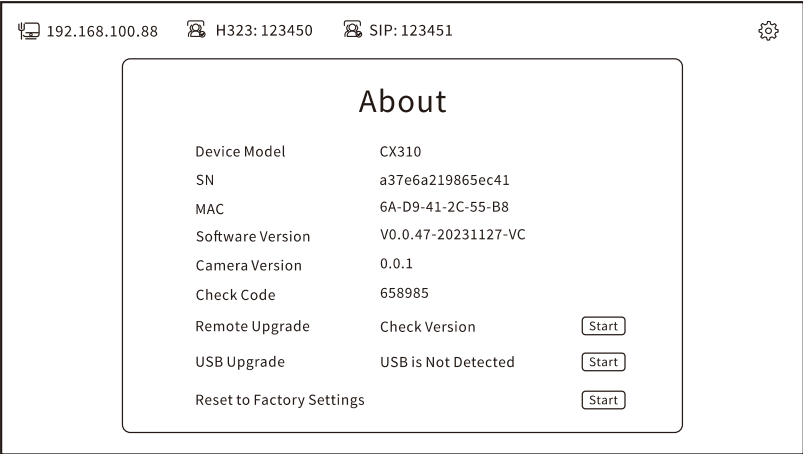 192.168.100.88 H323: 123450 SIP: 123451
About
Device Model CX310
SN a37e6a219865ec41
MAC 6A-D9-41-2C-55-B8
Software Version V0.0.47-20231127-VC
Camera Version 0.0.1
Check Code 658985
Remote Upgrade Check Version Start
USB Upgrade USB is Not Detected Start
Reset to Factory Settings Start